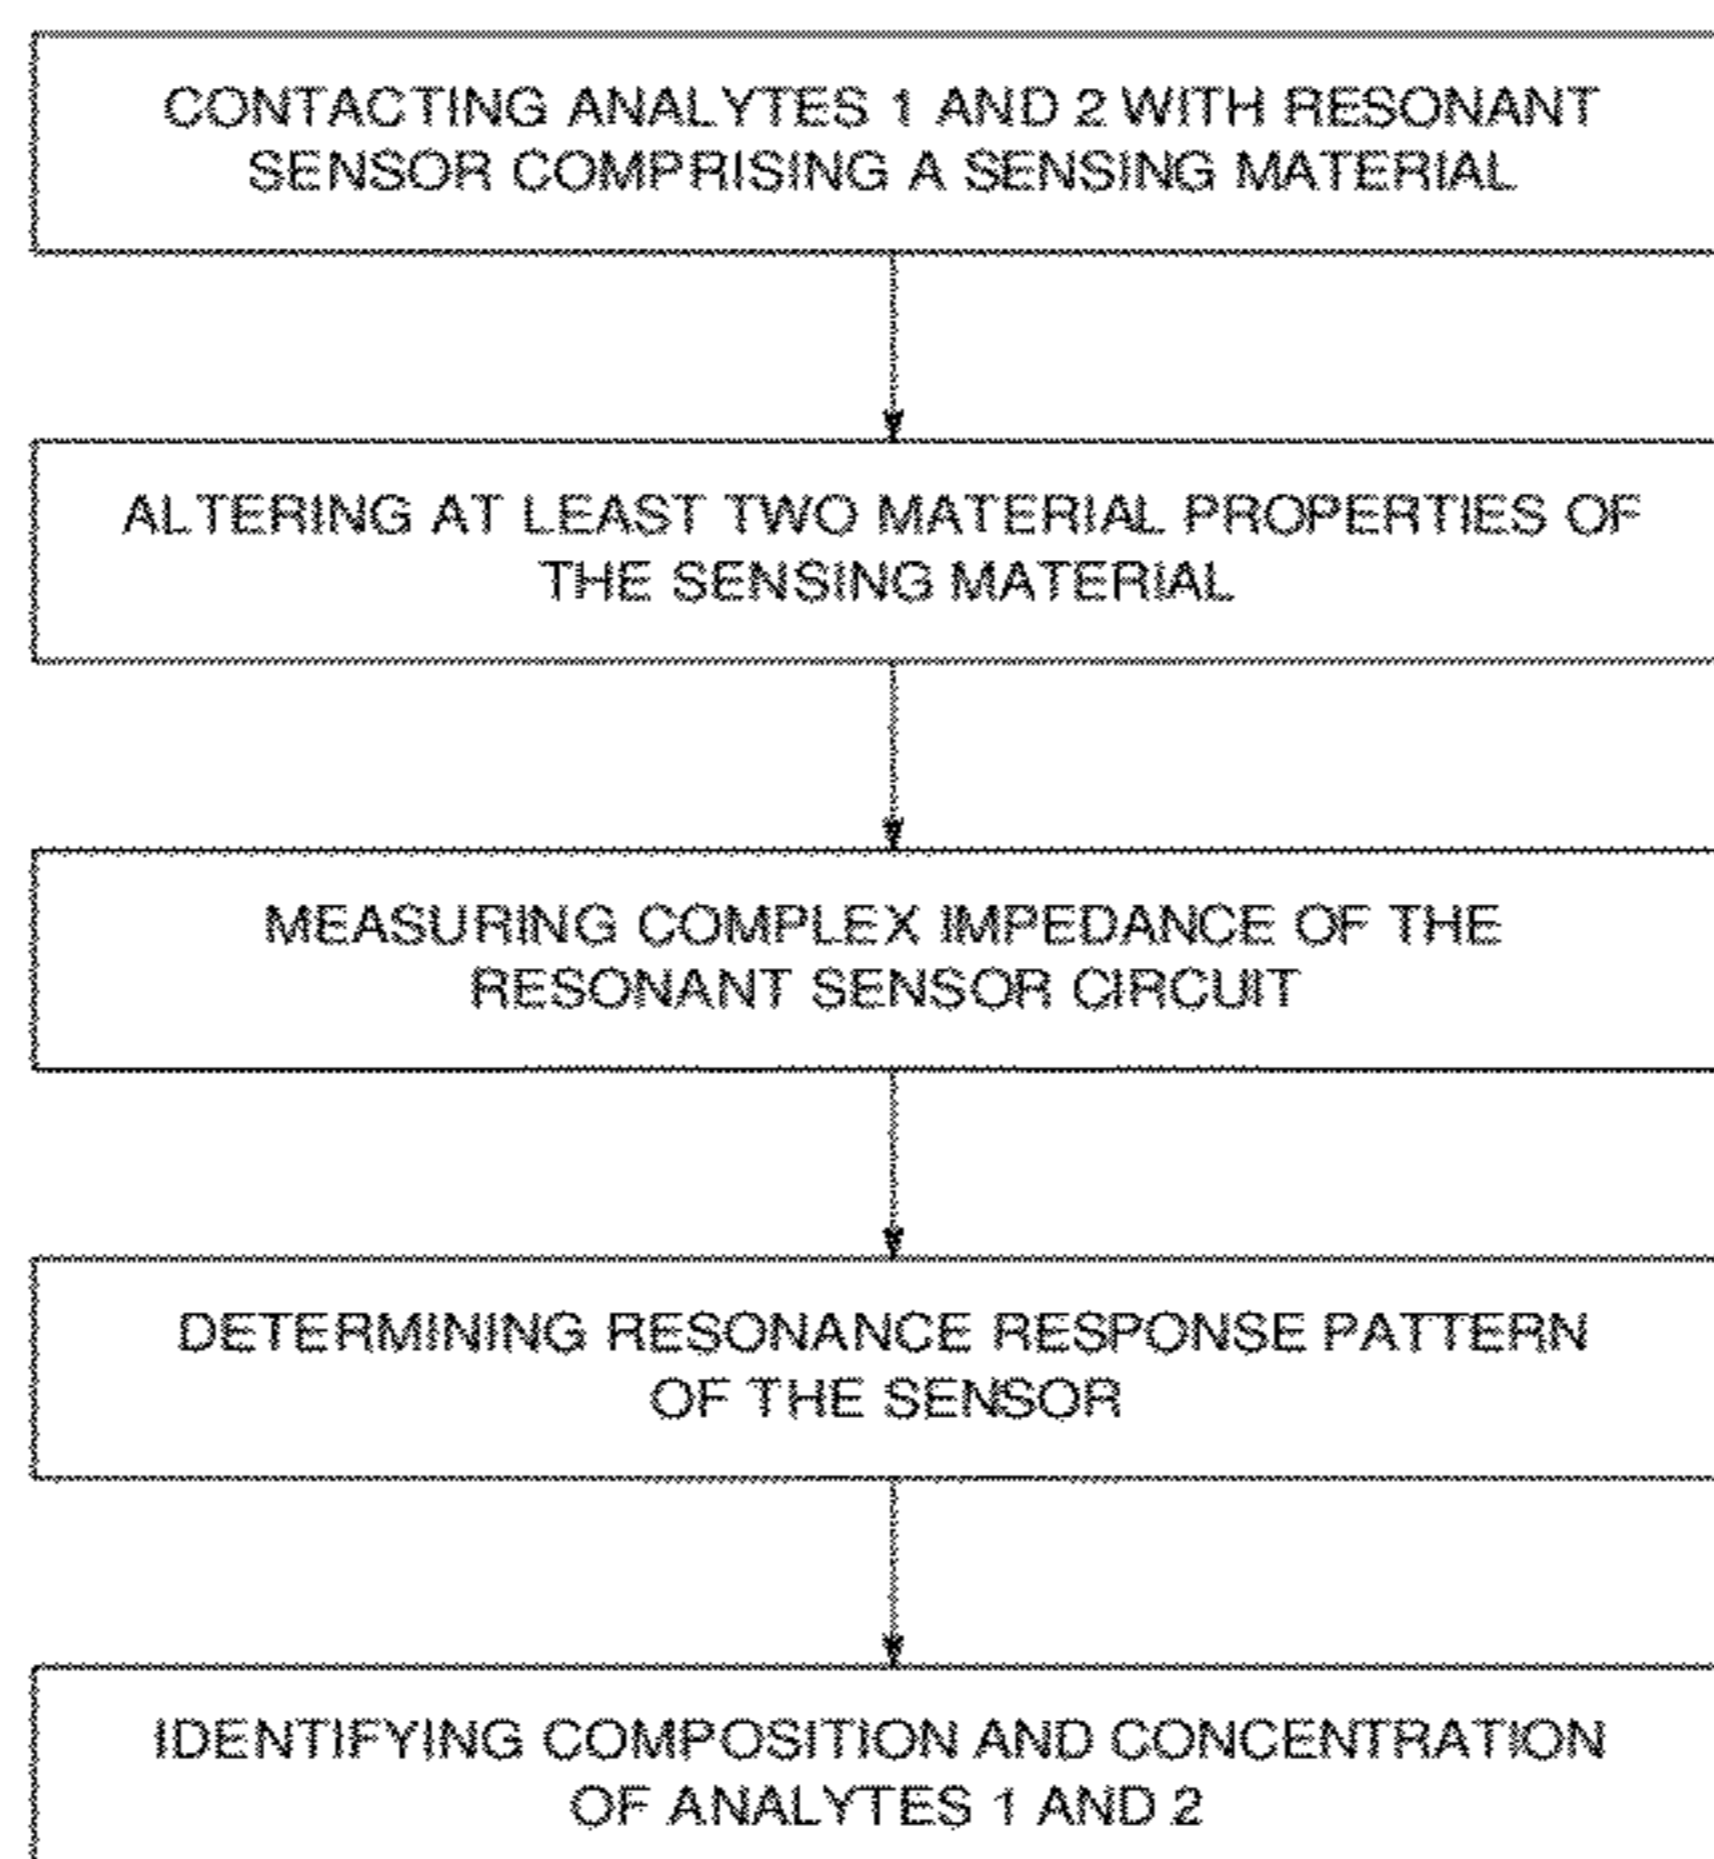 CONTACTING ANALYTES 1 AND 2 WITH RESONANT
SENSOR COMPRISING A SENSING MATERIAL
ALTERING AT LEAST TWO MATERIAL PROPERTIES OF
THE SENSING MATERIAL
MEASURING COMPLEX IMPEDANCE OF THE
RESONANT SENSOR CIRCUIT
DETERMINING RESONANCE RESPONSE PATTERN
OF THE SENSOR
IDENTIFYING COMPOSITION AND CONCENTRATION
OF ANALYTES 1 AND 2